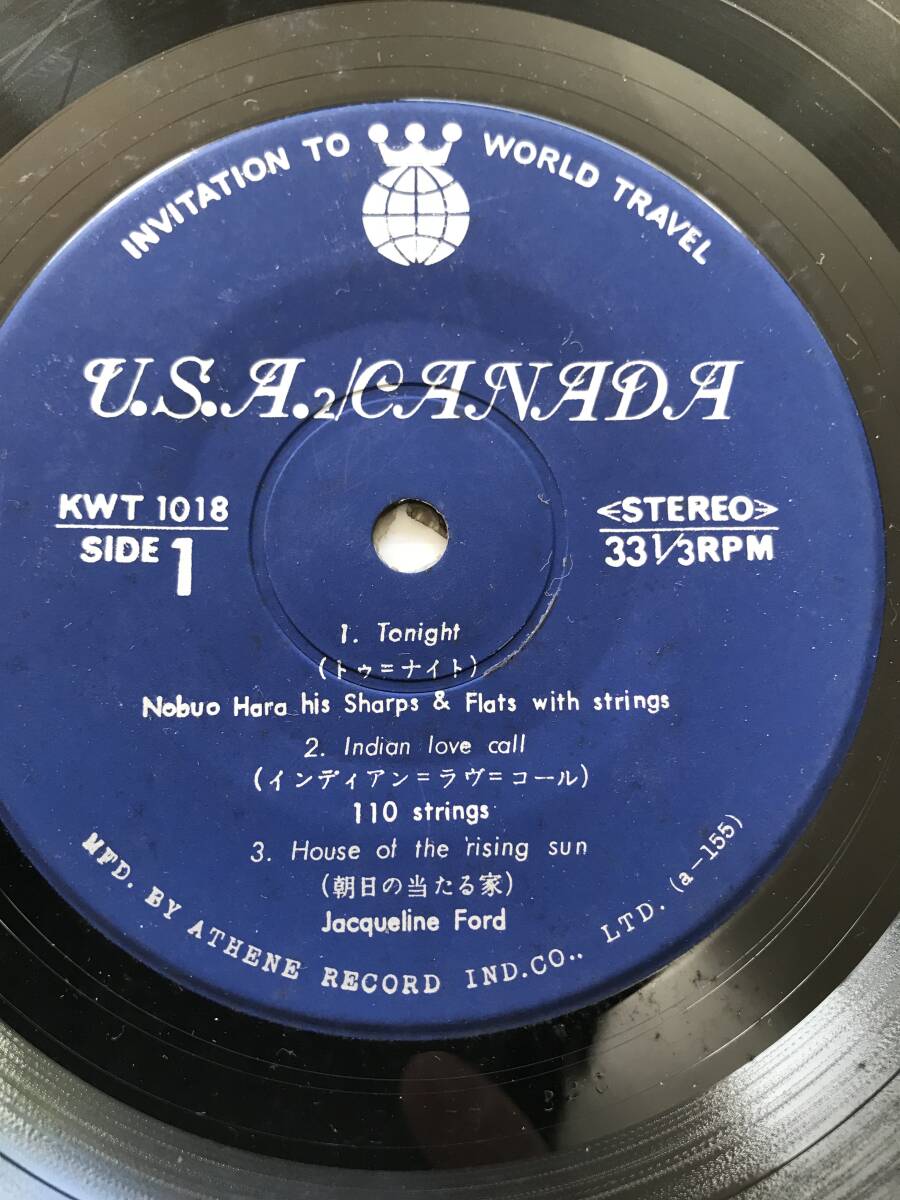 INVITATION TO WORLD TRAVEL
U.S.A.2/CANADA
KWT 1018
SIDE 1
<STEREO>
33 1/3 RPM
1. Tonight
(トゥ=ナイト)
Nobuo Hara his Sharps & Flats with strings
2. Indian love call
(インディアン=ラヴ=コール)
110 strings
3. House of the rising sun
(朝日の当たる家)
Jacqueline Ford
MFD. BY ATHENE RECORD IND.CO.. LTD. (a-155)